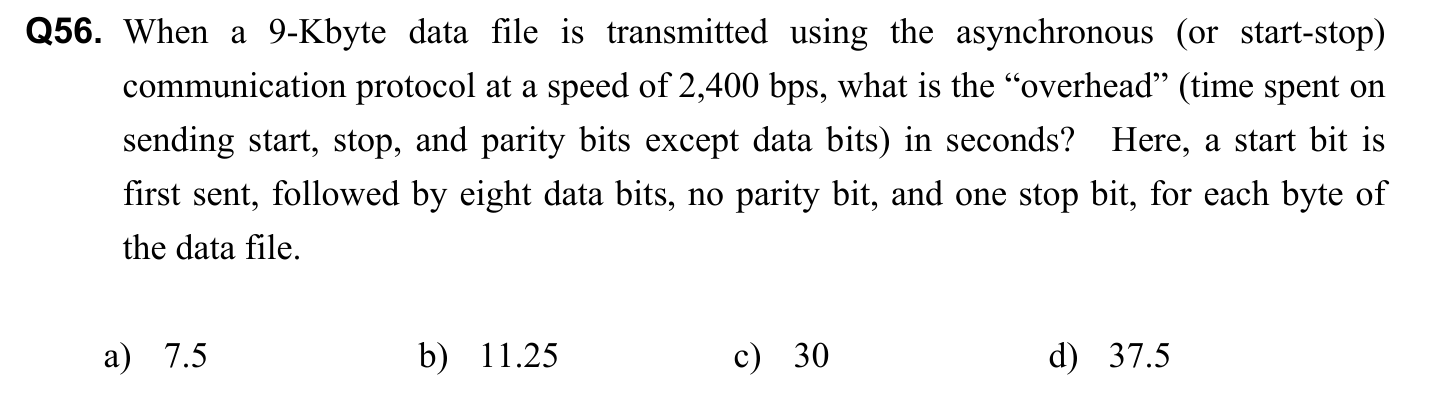 Q56. When a 9-Kbyte data file is transmitted using the asynchronous (or start-stop)
communication protocol at a speed of 2,400 bps, what is the “overhead” (time spent on
sending start, stop, and parity bits except data bits) in seconds? Here, a start bit is
first sent, followed by eight data bits, no parity bit, and one stop bit, for each byte of
the data file.
a) 7.5 b) 11.25 c) 30 d) 37.5